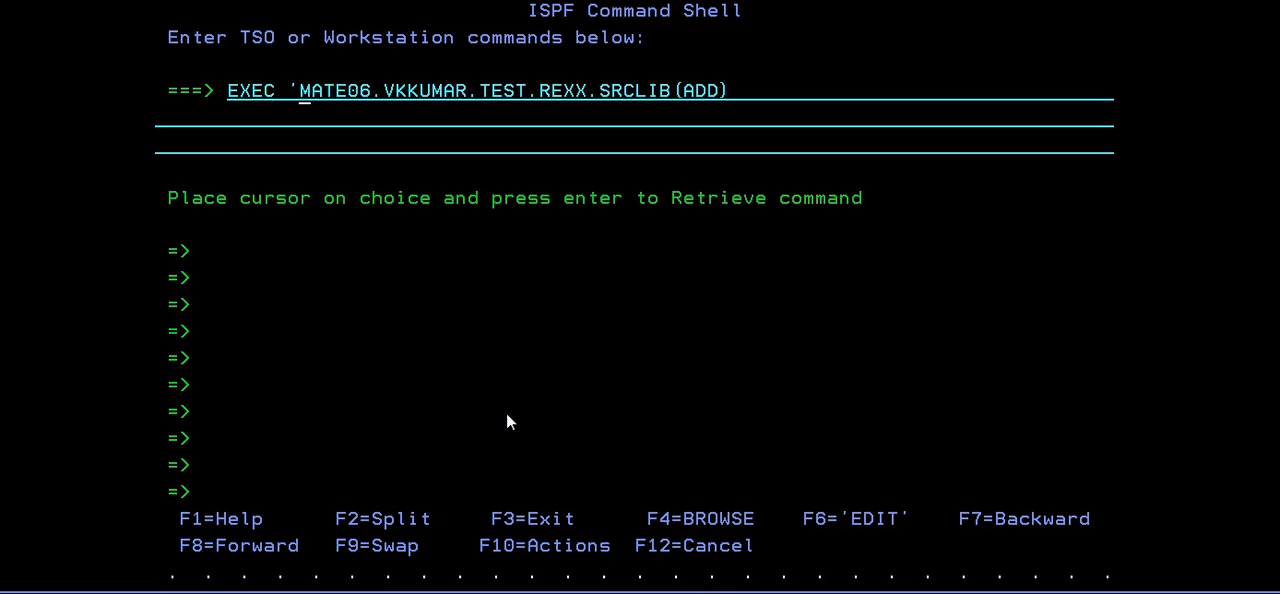 ISPF Command Shell
Enter TSO or Workstation commands below:
===> EXEC 'MATE06.VKKUMAR.TEST.REXX.SRCLIB(ADD)
Place cursor on choice and press enter to Retrieve command
=>
=>
=>
=>
=>
=>
=>
=>
=>
=>
F1=Help F2=Split F3=Exit F4=BROWSE F6='EDIT' F7=Backward
F8=Forward F9=Swap F10=Actions F12=Cancel
. . . . . . . . . . . . . . . . . . . . . . . . . . .